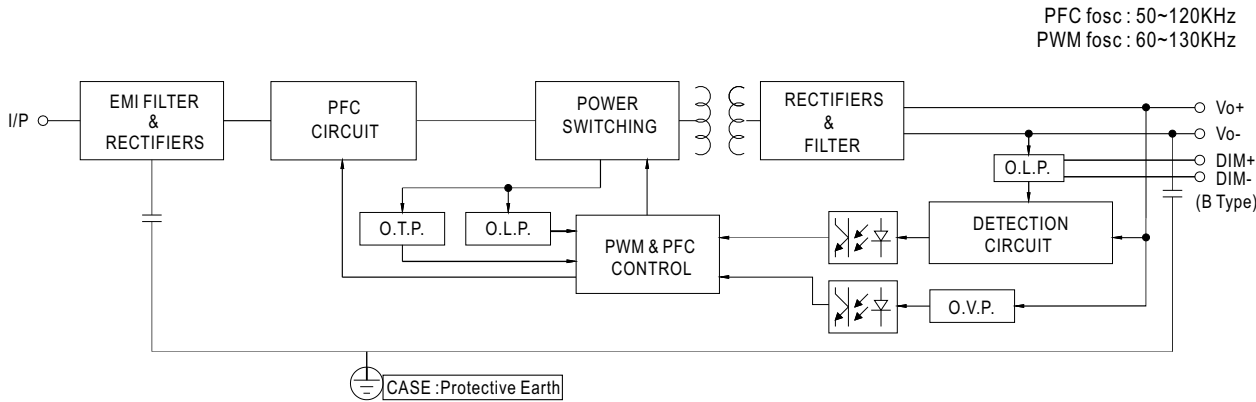 PFC fosc : 50~120KHz
PWM fosc : 60~130KHz
I/P
EMI FILTER
&
RECTIFIERS
PFC
CIRCUIT
POWER
SWITCHING
RECTIFIERS
&
FILTER
Vo+
Vo-
DIM+
DIM-
(B Type)
O.L.P.
O.T.P.
O.L.P.
PWM & PFC
CONTROL
DETECTION
CIRCUIT
O.V.P.
CASE :Protective Earth